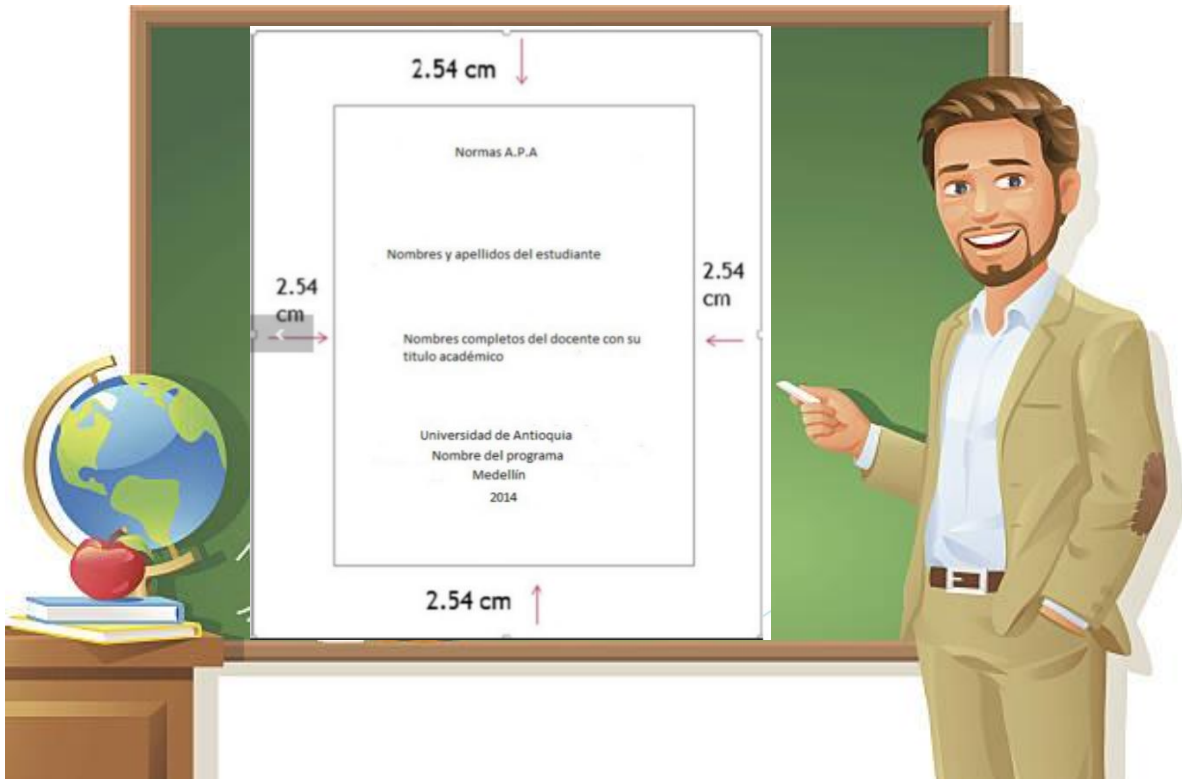 2.54 cm
Normas A.P.A
Nombres y apellidos del estudiante
2.54
cm
2.54
cm
Nombres completos del docente con su
titulo académico
Universidad de Antioquia
Nombre del programa
Medellín
2014
2.54 cm